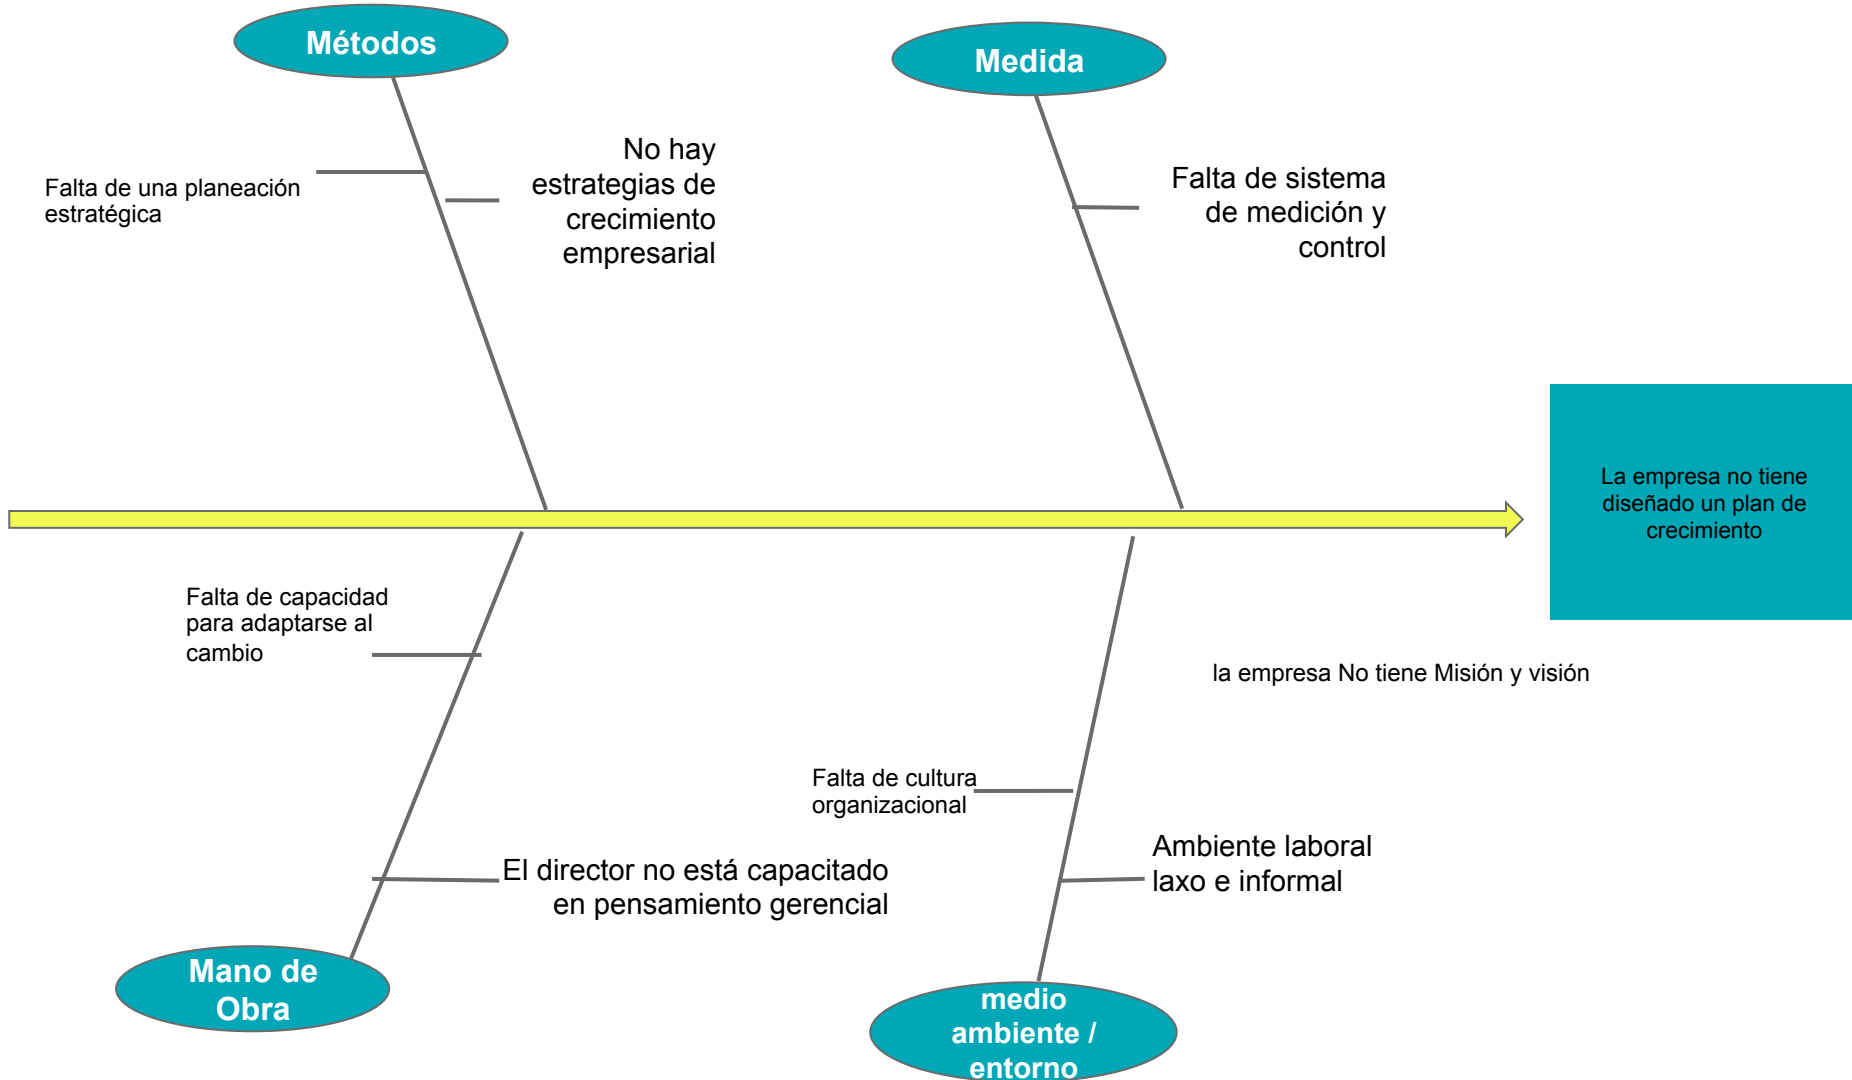 Métodos
Medida
Falta de una planeación
estratégica
No hay
estrategias de
crecimiento
empresarial
Falta de sistema
de medición y
control
La empresa no tiene
diseñado un plan de
crecimiento
Falta de capacidad
para adaptarse al
cambio
la empresa No tiene Misión y visión
Falta de cultura
organizacional
El director no está capacitado
en pensamiento gerencial
Ambiente laboral
laxo e informal
Mano de
Obra
medio
ambiente /
entorno